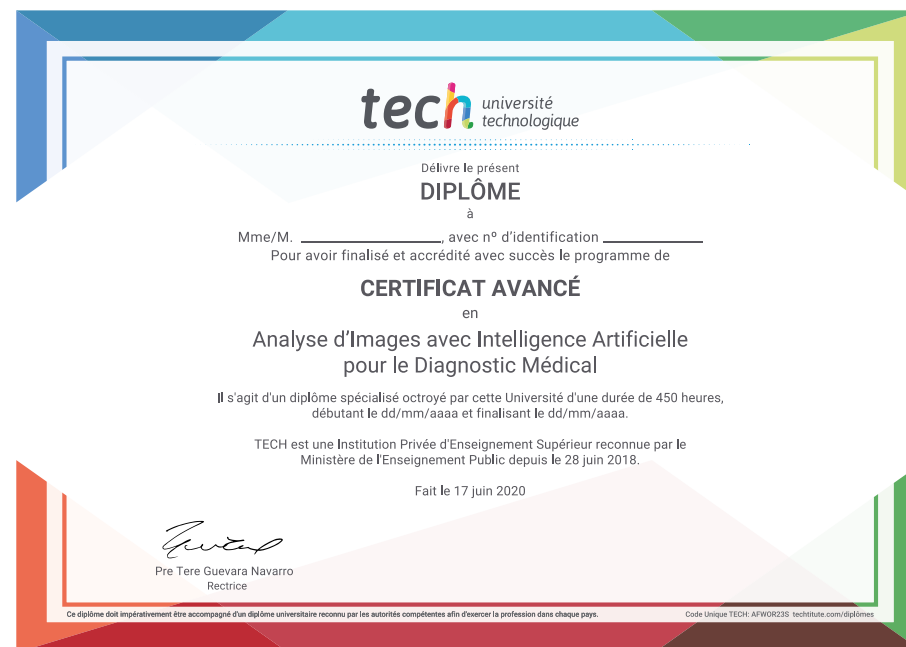 tech université
technologique
Délivre le présent
DIPLÔME
à
Mme/M. ____________________, avec nº d'identification ______________
Pour avoir finalisé et accrédité avec succès le programme de
CERTIFICAT AVANCÉ
en
Analyse d'Images avec Intelligence Artificielle
pour le Diagnostic Médical
Il s'agit d'un diplôme spécialisé octroyé par cette Université d'une durée de 450 heures,
débutant le dd/mm/aaaa et finalisant le dd/mm/aaaa.
TECH est une Institution Privée d'Enseignement Supérieur reconnue par le
Ministère de l'Enseignement Public depuis le 28 juin 2018.
Fait le 17 juin 2020
Pre Tere Guevara Navarro
Rectrice
Ce diplôme doit impérativement être accompagné d'un diplôme universitaire reconnu par les autorités compétentes afin d'exercer la profession dans chaque pays.
Code Unique TECH: AFWOR23S techtitute.com/diplômes